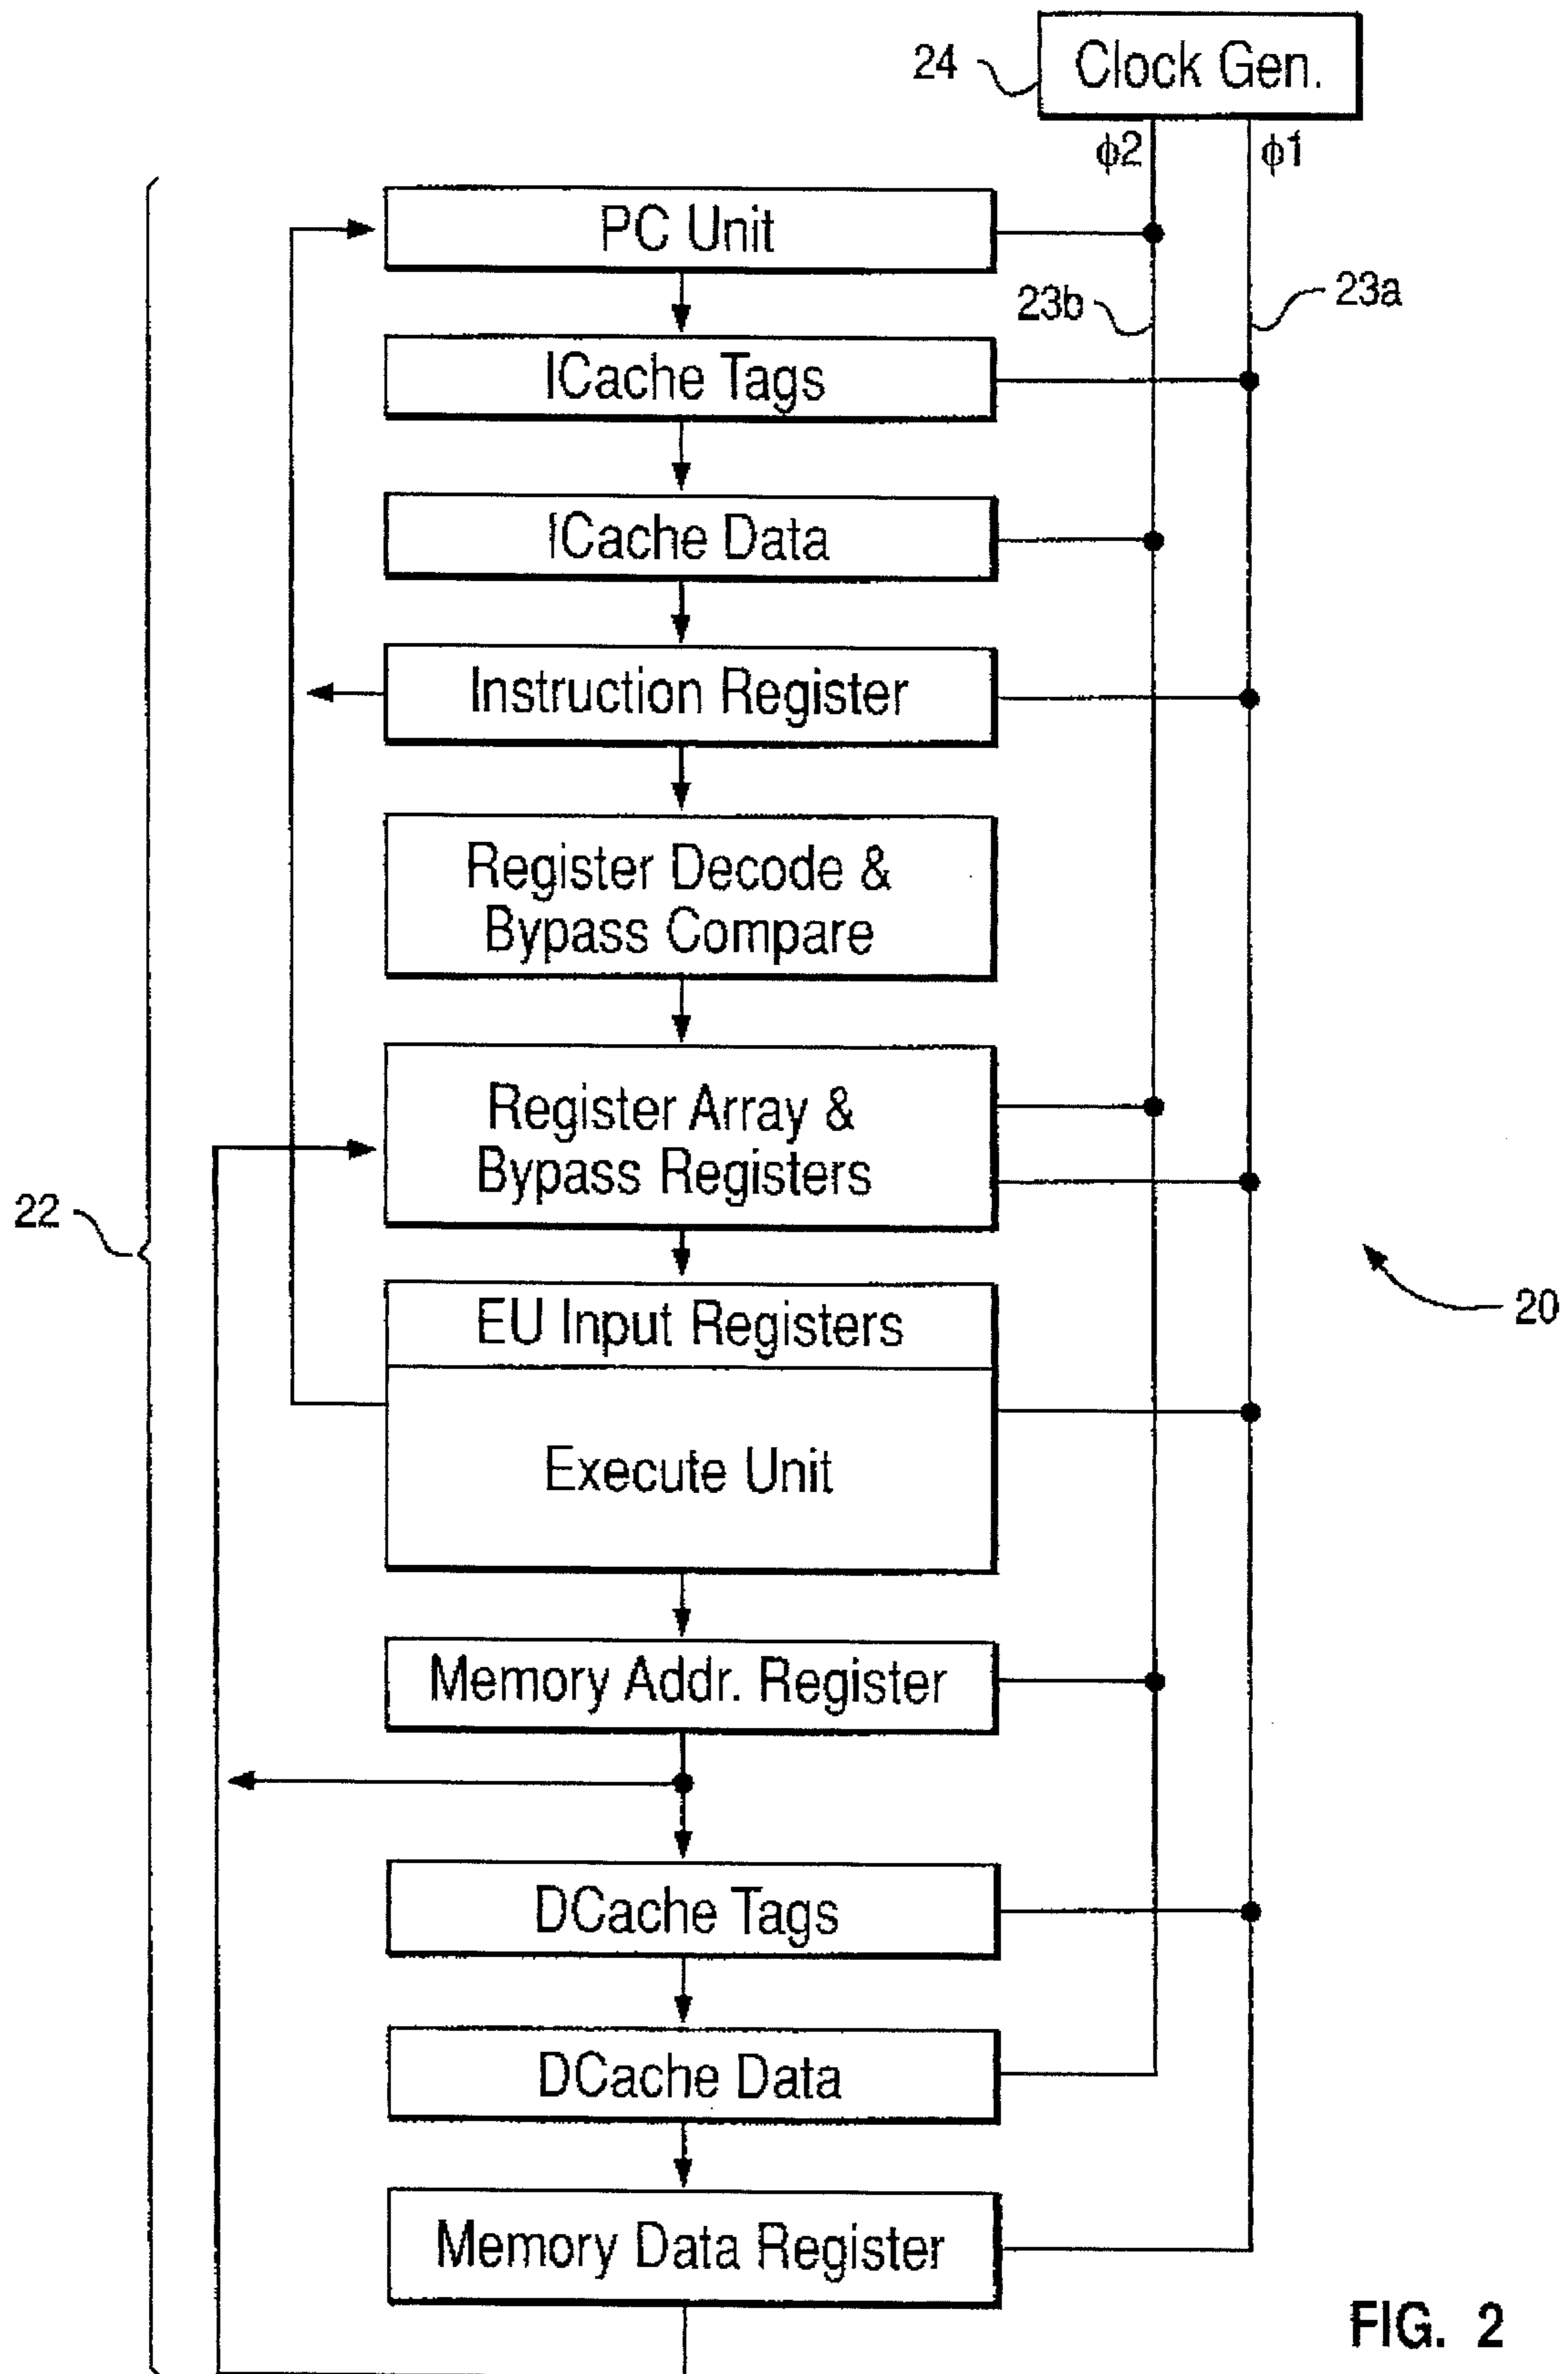 24
Clock Gen.
ϕ2
ϕ1
PC Unit
23b
23a
ICache Tags
ICache Data
Instruction Register
Register Decode &
Bypass Compare
Register Array &
Bypass Registers
22
EU Input Registers
20
Execute Unit
Memory Addr. Register
DCache Tags
DCache Data
Memory Data Register
FIG. 2